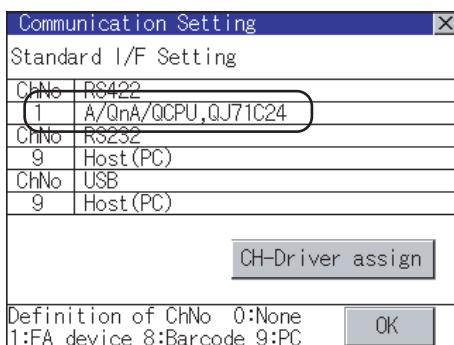 Communication Setting
Standard I/F Setting
ChNo RS422
1 A/QnA/QCPU,QJ71C24
ChNo RS232
9 Host(PC)
ChNo USB
9 Host(PC)
CH-Driver assign
Definition of ChNo 0:None
1:FA device 8:Barcode 9:PC
OK